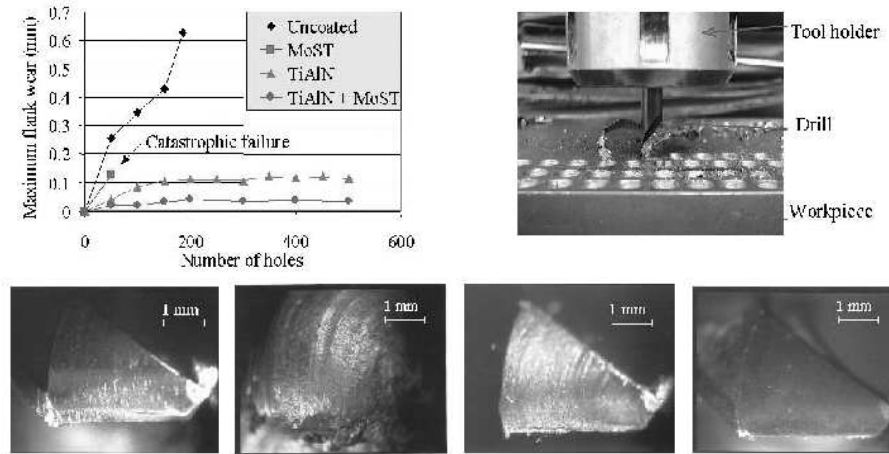 0.7
0.6
0.5
0.4
0.3
0.2
0.1
0
Maximum flank wear (mm)
Uncoated
MoST
TiAlN
TiAlN + MoST
Catastrophic failure
0
200
400
600
Number of holes
Tool holder
Drill
Workpiece
1 mm
1 mm
1 mm
1 mm